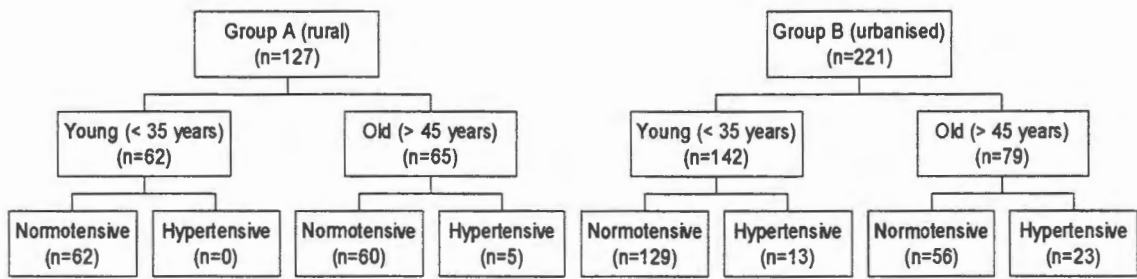 Group A (rural)
(n=127)
Group B (urbanised)
(n=221)
Young (< 35 years)
(n=62)
Old (> 45 years)
(n=65)
Young (< 35 years)
(n=142)
Old (> 45 years)
(n=79)
Normotensive
(n=62)
Hypertensive
(n=0)
Normotensive
(n=60)
Hypertensive
(n=5)
Normotensive
(n=129)
Hypertensive
(n=13)
Normotensive
(n=56)
Hypertensive
(n=23)